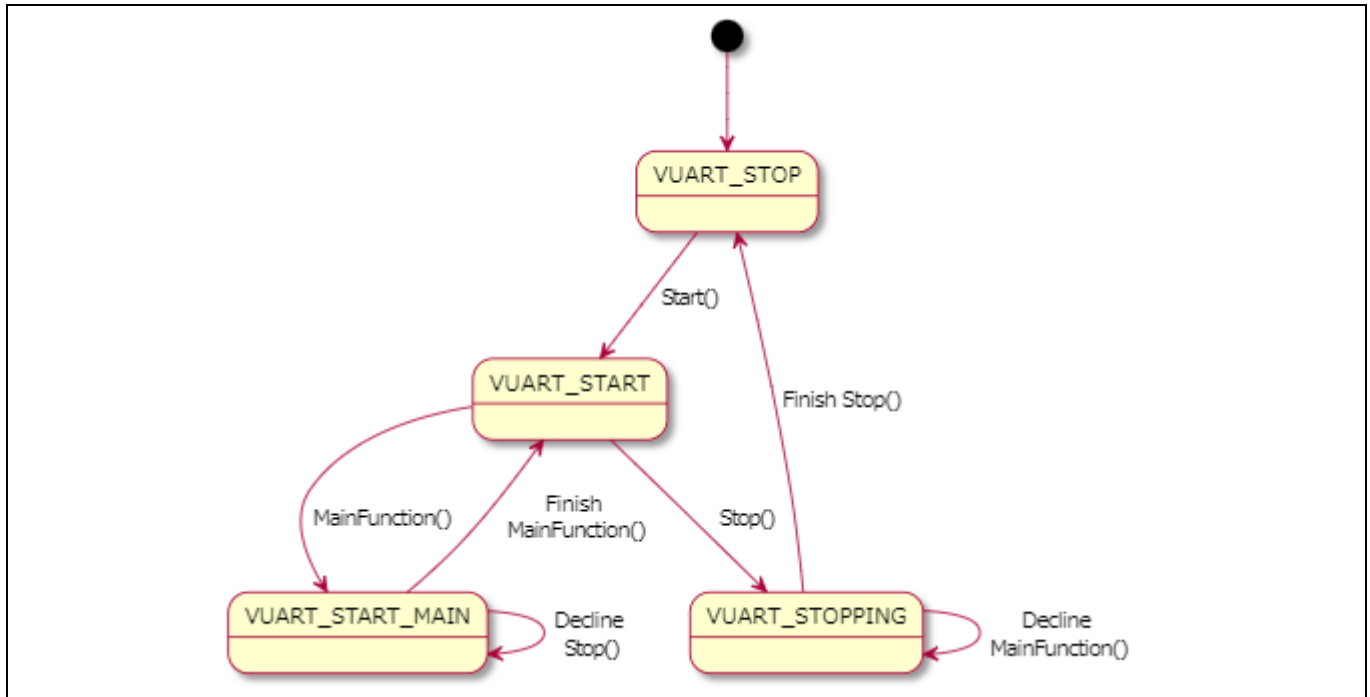 VUART_STOP
Start()
VUART_START
Finish Stop()
MainFunction()
Finish
MainFunction()
Stop()
VUART_START_MAIN
Decline
Stop()
VUART_STOPPING
Decline
MainFunction()